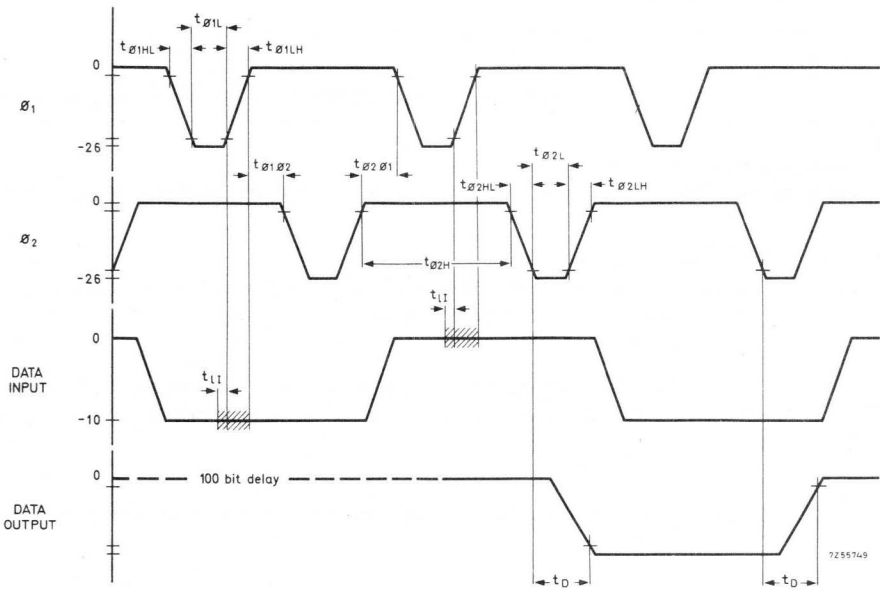 tØ1L
tØ1HL
tØ1LH
0
Ø1
-26
tØ1Ø2
tØ2Ø1
tØ2L
tØ2HL
tØ2LH
0
Ø2
-26
tØ2H
tlI
0
DATA
INPUT
tlI
-10
0
100 bit delay
DATA
OUTPUT
7Z55749
tD
tD